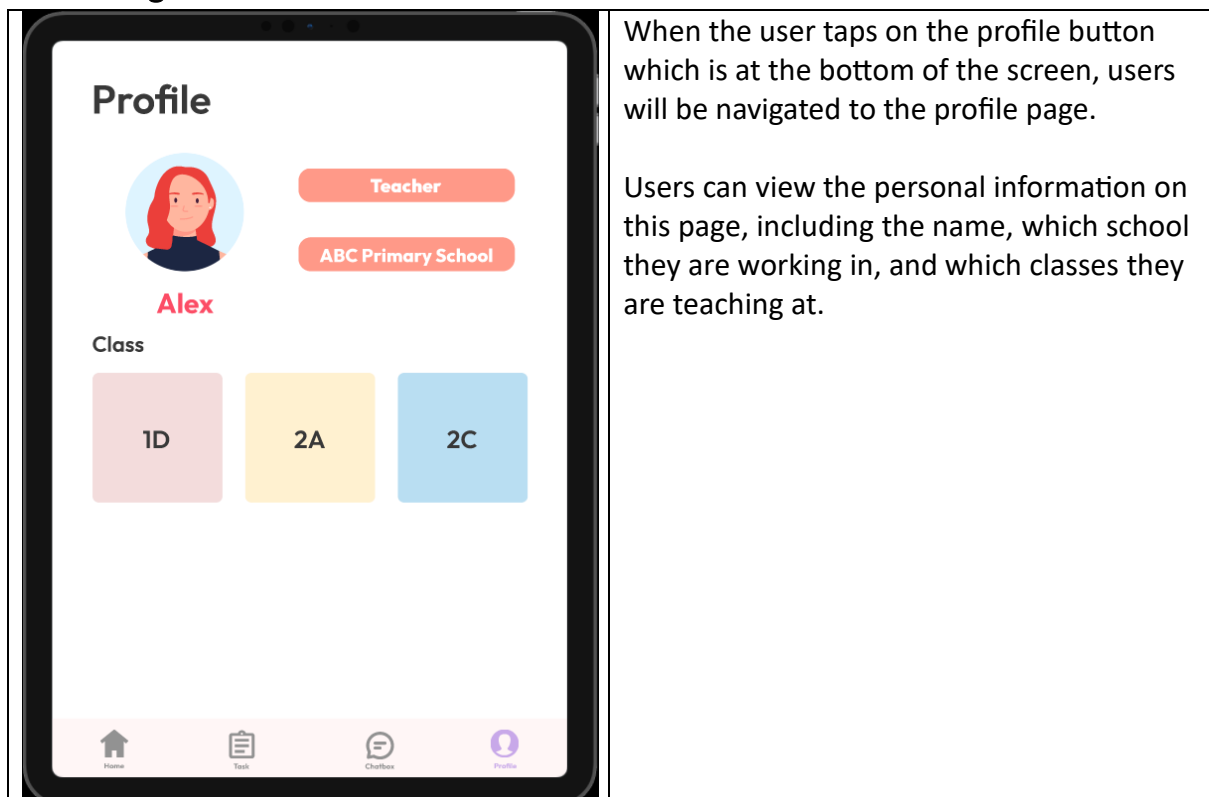 Profile
Teacher
ABC Primary School
Alex
Class
1D
2A
2C
Home
Task
Chatbox
Profile
When the user taps on the profile button
which is at the bottom of the screen, users
will be navigated to the profile page.
Users can view the personal information on
this page, including the name, which school
they are working in, and which classes they
are teaching at.